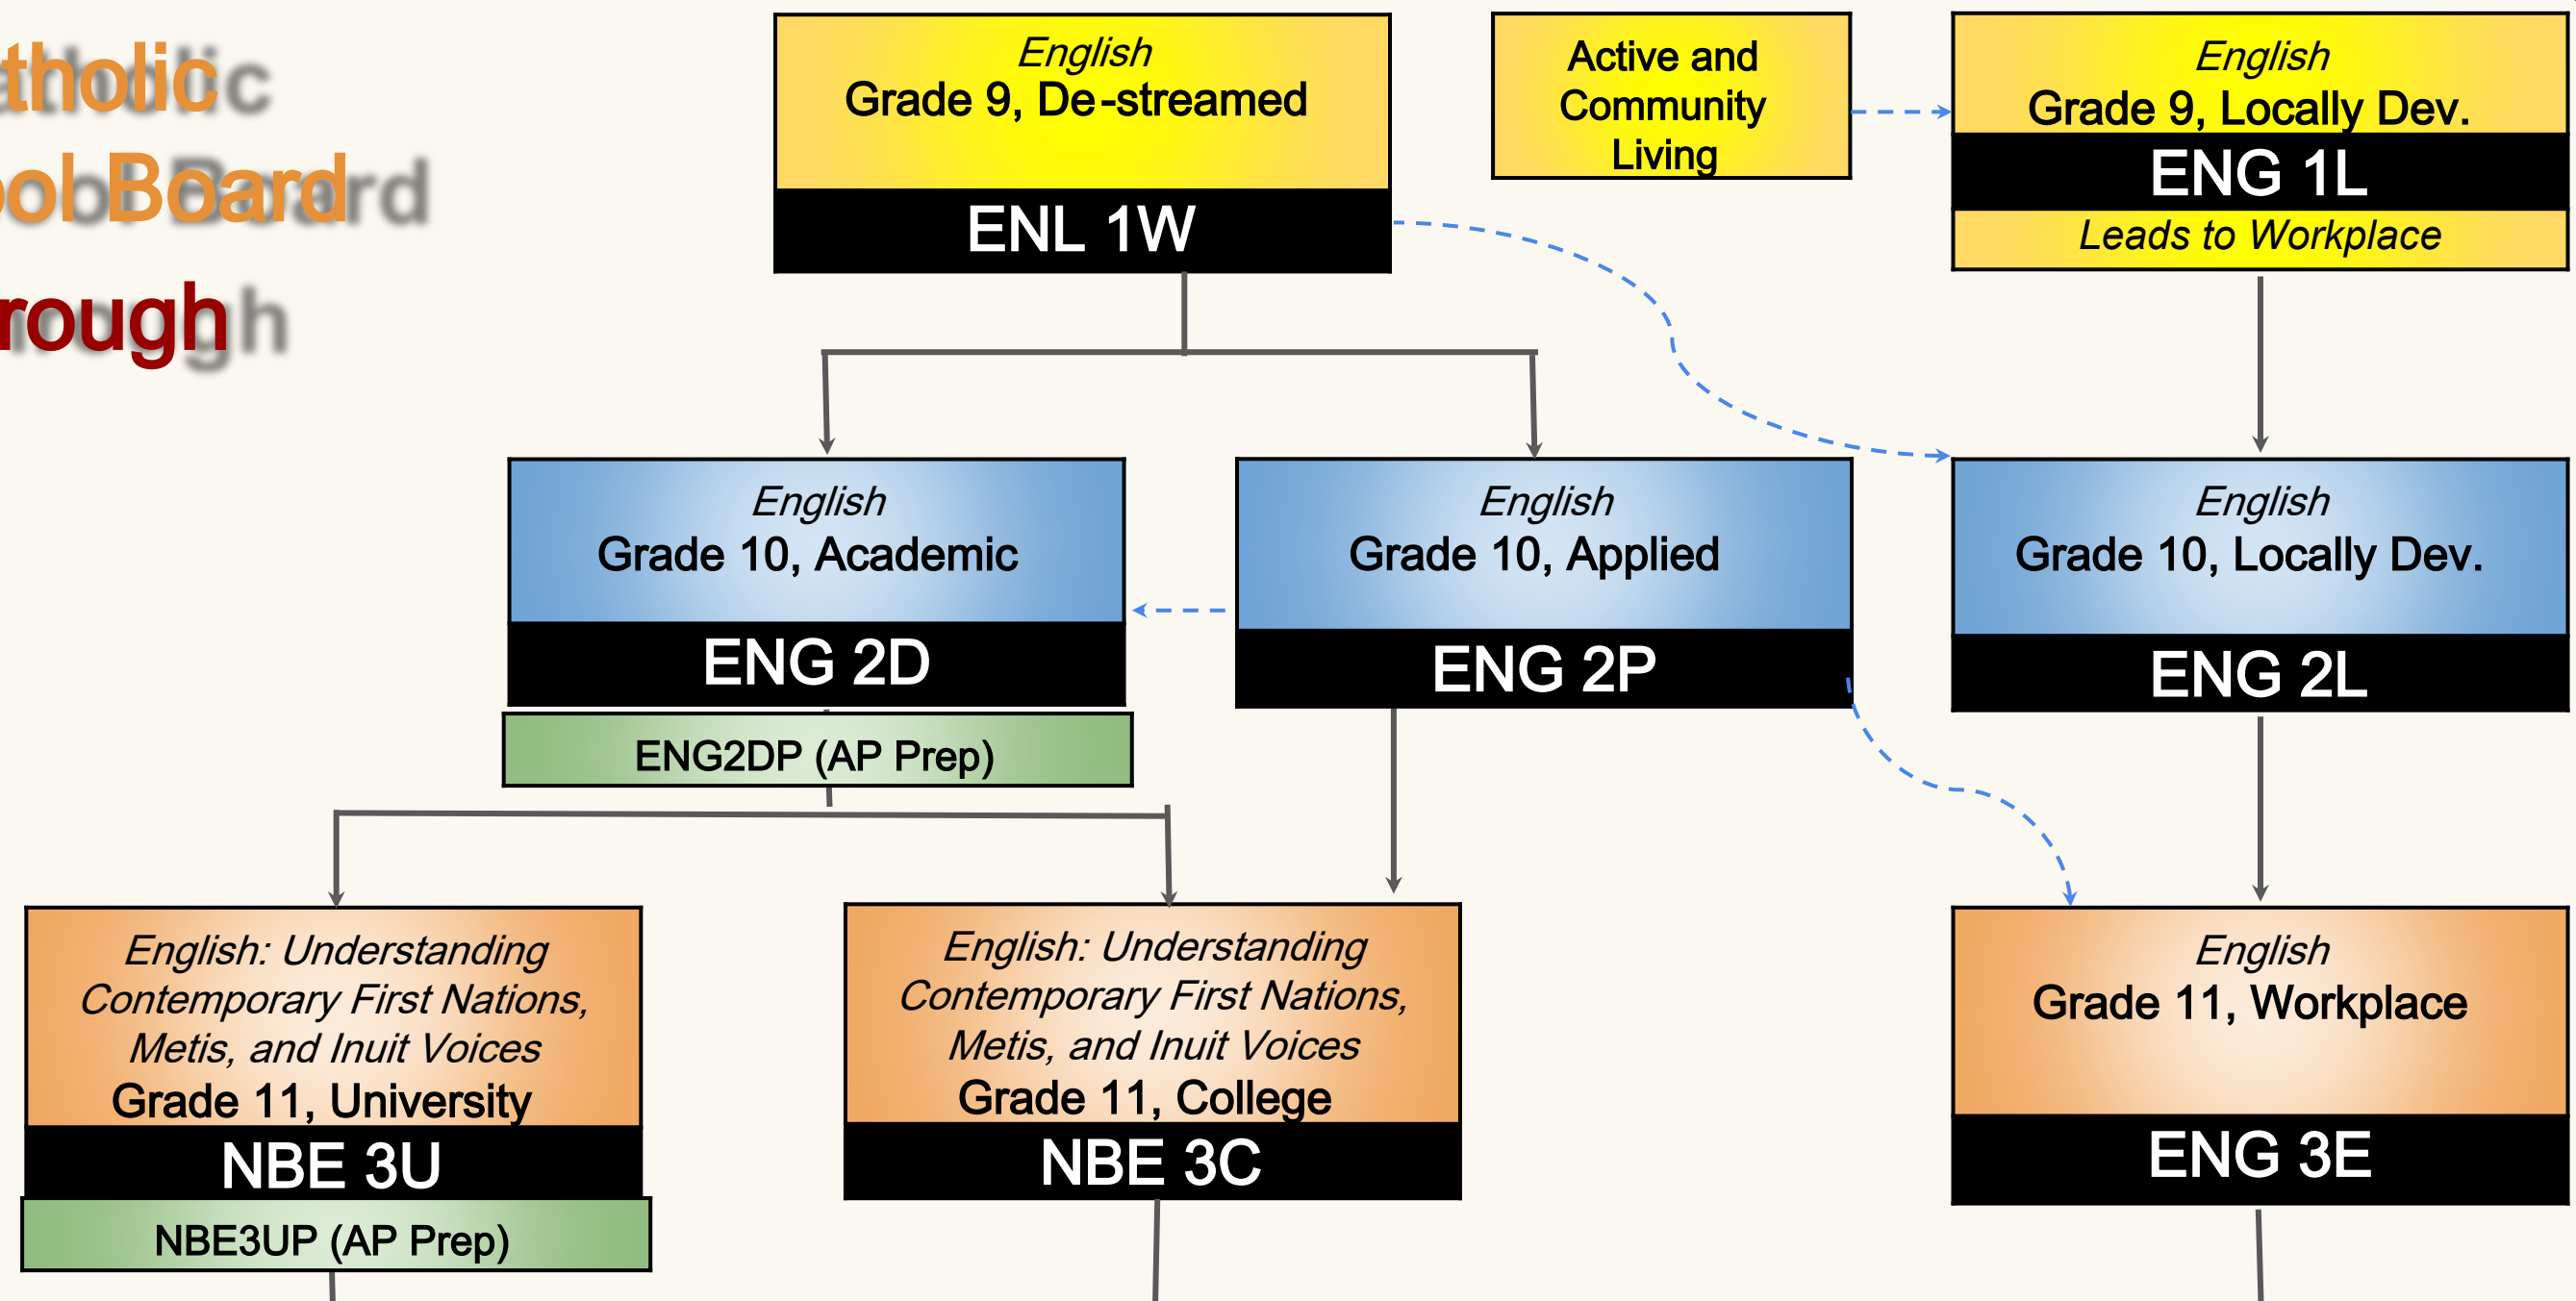 tholic
ool Board
rough
English
Grade 9, De-streamed
ENL 1W
Active and
Community
Living
English
Grade 9, Locally Dev.
ENG 1L
Leads to Workplace
English
Grade 10, Academic
ENG 2D
ENG2DP (AP Prep)
English
Grade 10, Applied
ENG 2P
English
Grade 10, Locally Dev.
ENG 2L
English: Understanding
Contemporary First Nations,
Metis, and Inuit Voices
Grade 11, University
NBE 3U
NBE3UP (AP Prep)
English: Understanding
Contemporary First Nations,
Metis, and Inuit Voices
Grade 11, College
NBE 3C
English
Grade 11, Workplace
ENG 3E